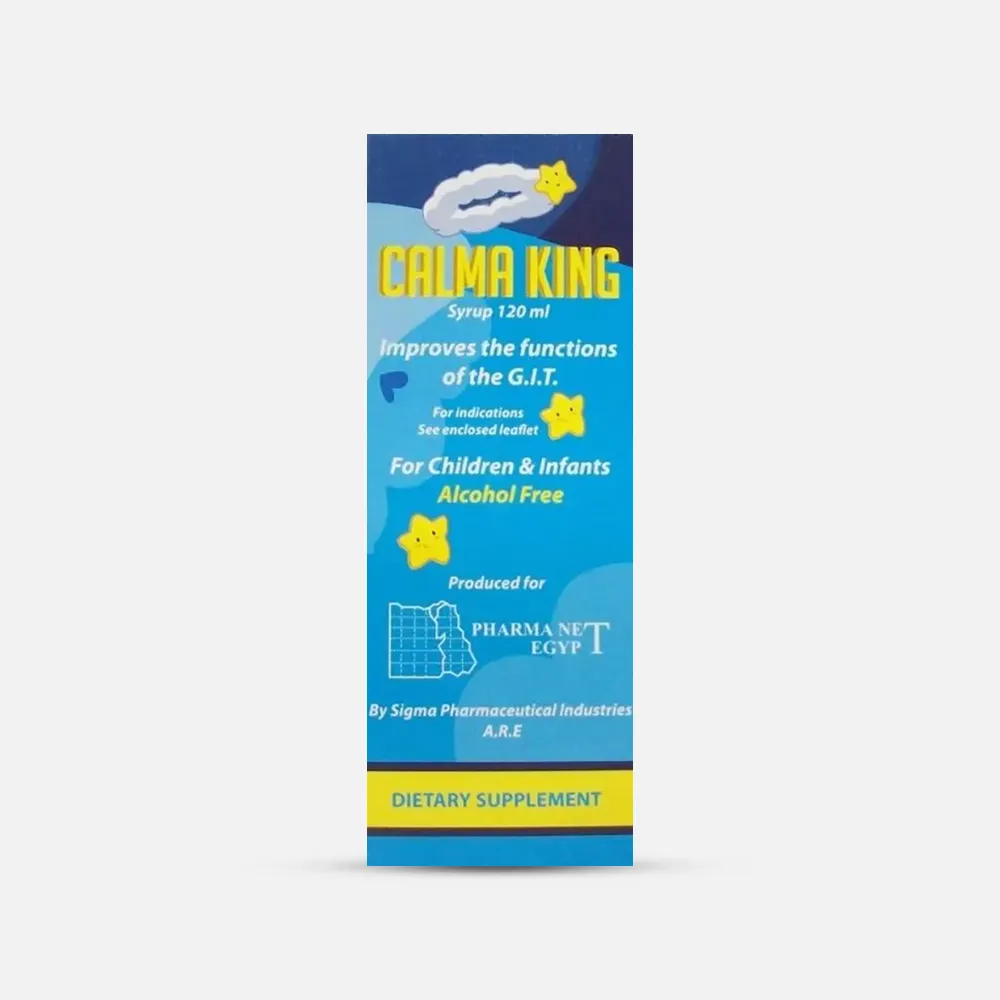 CALMA KING
Syrup 120 ml
Improves the functions
of the G.I.T.
For indications
See enclosed leaflet
For Children & Infants
Alcohol Free
Produced for
PHARMA NET
EGYPT
By Sigma Pharmaceutical Industries
A.R.E
DIETARY SUPPLEMENT